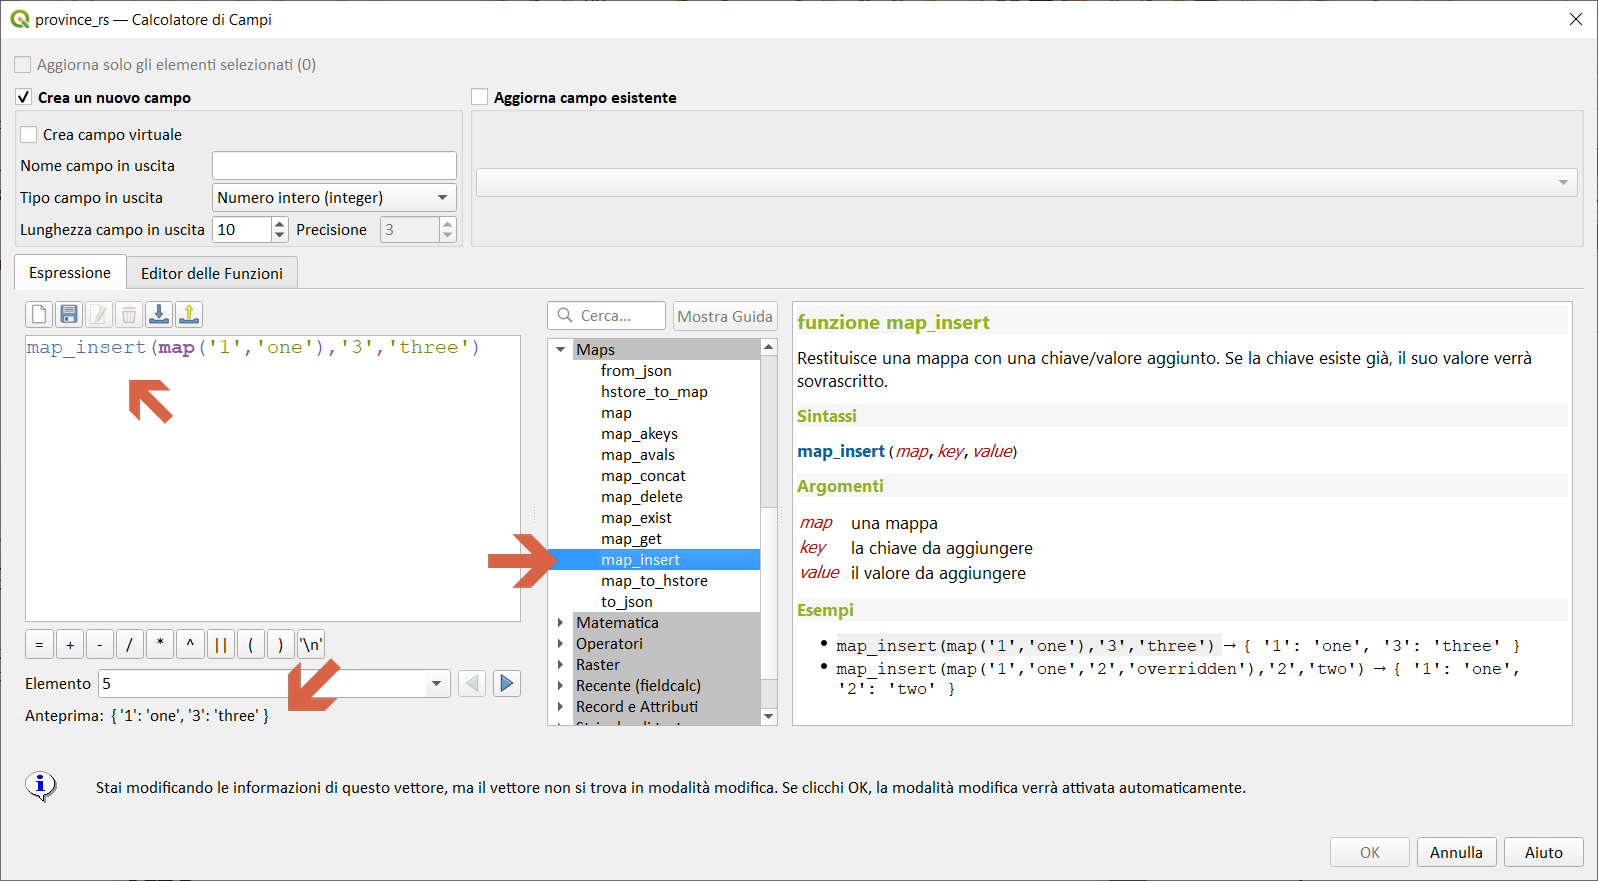 province_rs — Calcolatore di Campi
Aggiorna solo gli elementi selezionati (0)
Crea un nuovo campo
Aggiorna campo esistente
Crea campo virtuale
Nome campo in uscita
Tipo campo in uscita
Numero intero (integer)
Lunghezza campo in uscita
10
Precisione
3
Espressione
Editor delle Funzioni
map_insert(map('1','one'),'3','three')
= + - / * ^ || ( ) '\n'
Elemento
5
Anteprima: { '1': 'one', '3': 'three' }
Cerca...
Mostra Guida
Maps
from_json
hstore_to_map
map
map_akeys
map_avals
map_concat
map_delete
map_exist
map_get
map_insert
map_to_hstore
to_json
Matematica
Operatori
Raster
Recente (fieldcalc)
Record e Attributi
funzione map_insert
Restituisce una mappa con una chiave/valore aggiunto. Se la chiave esiste già, il suo valore verrà
sovrascritto.
Sintassi
map_insert(map, key, value)
Argomenti
map una mappa
key la chiave da aggiungere
value il valore da aggiungere
Esempi
map_insert(map('1','one'),'3','three') → { '1': 'one', '3': 'three' }
map_insert(map('1','one','2','overridden'),'2','two') → { '1': 'one',
'2': 'two' }
Stai modificando le informazioni di questo vettore, ma il vettore non si trova in modalità modifica. Se clicchi OK, la modalità modifica verrà attivata automaticamente.
OK
Annulla
Aiuto